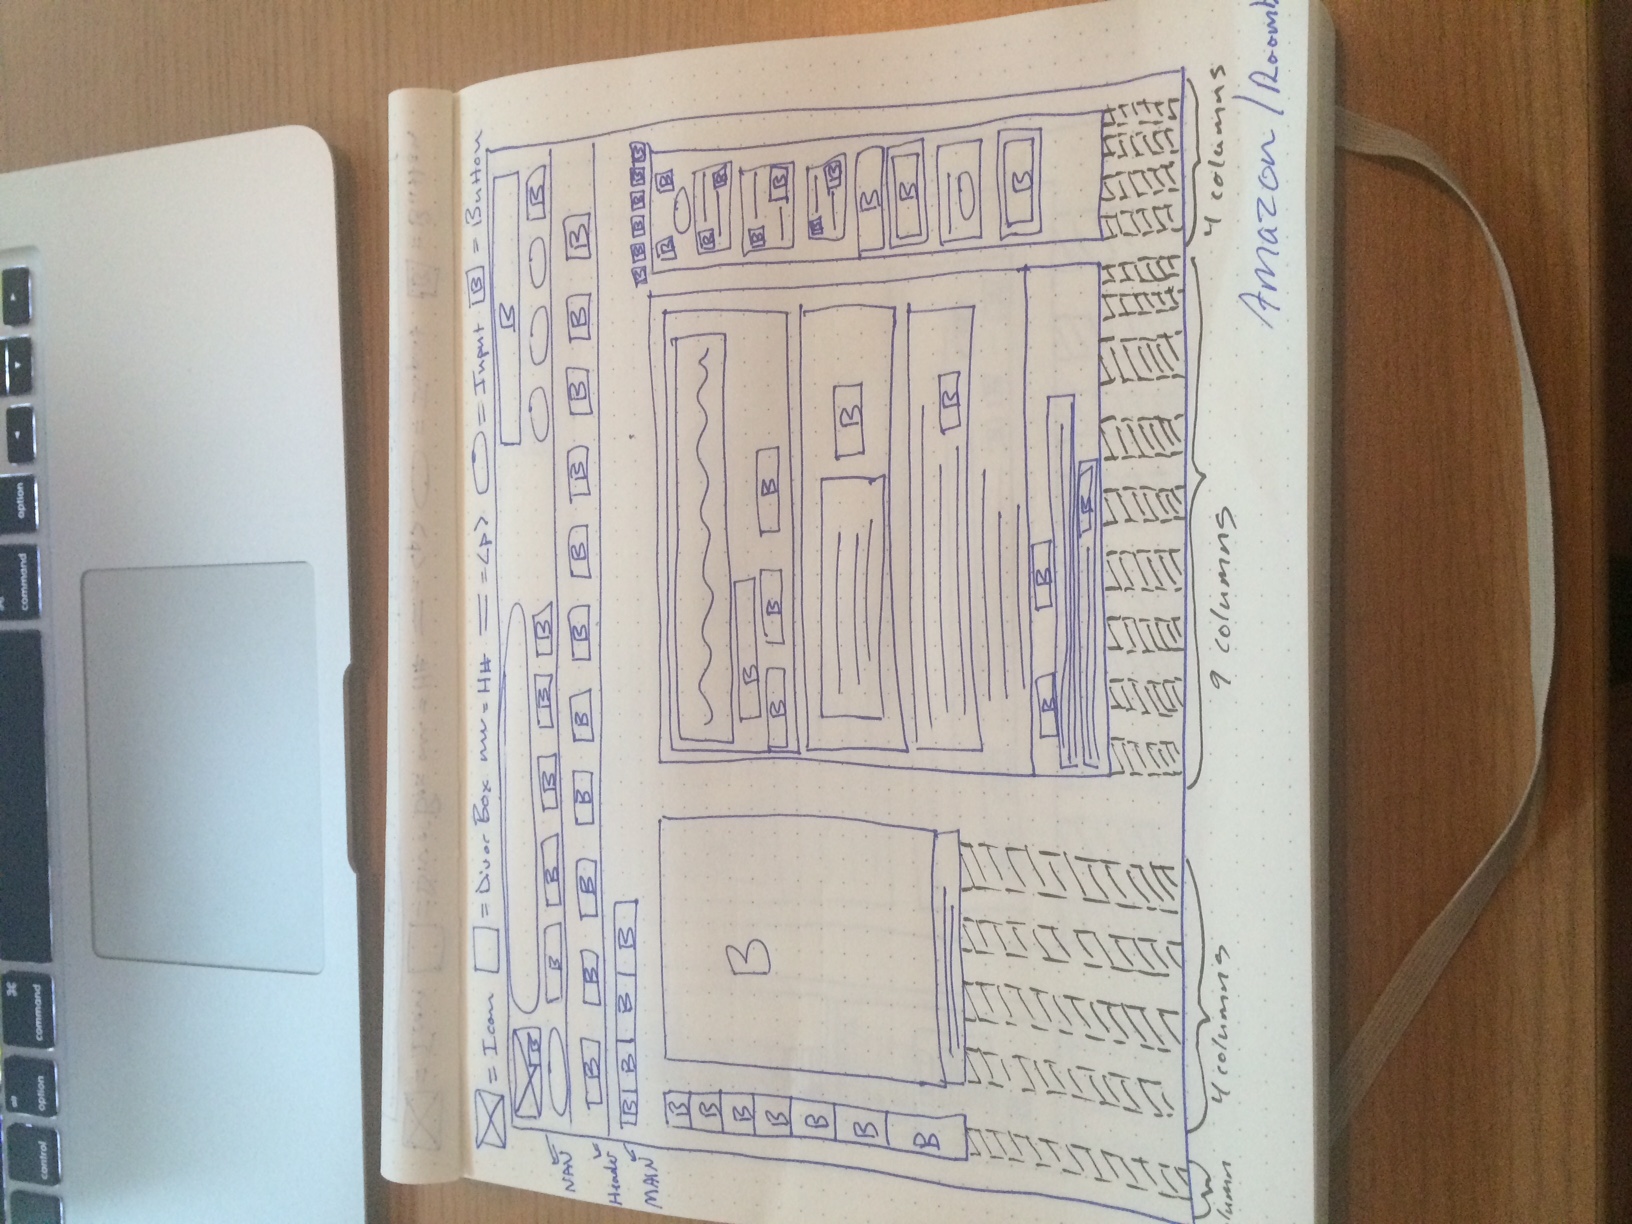 control alt option ⌘ command ⌘ command option ◄ ▼ ►
= Icon = Div or Box = H# = <p> = Input B = Button
B
NAV B B B B B B B
Header B B B B B B B B B B B
MAIN B B B B
B B B B B B
B B B
B
B B
B B B
B B
B B B B
B B B
B B
B B B
B B
B B
B
B B
B
4 columns 9 columns 4 columns
Amazon / Roomb